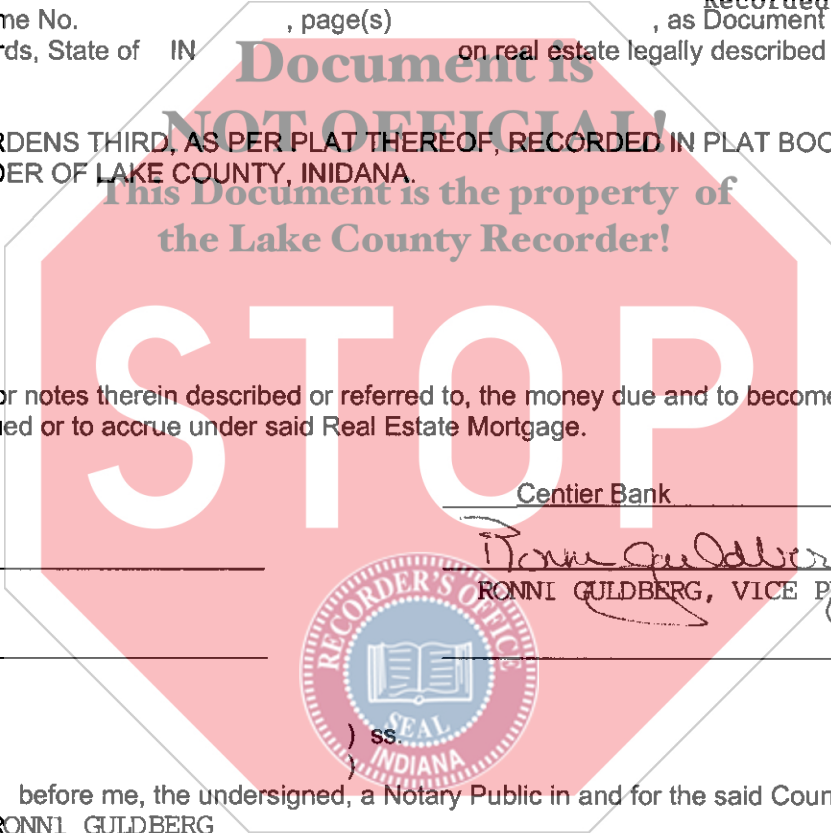 Recorded
me No. , page(s) , as Document
rds, State of IN on real estate legally described
Document is
NOT OFFICIAL!
RDENS THIRD, AS PER PLAT THEREOF, RECORDED IN PLAT BOO
DER OF LAKE COUNTY, INIDANA.
This Document is the property of
the Lake County Recorder!
STOP
or notes therein described or referred to, the money due and to become
ued or to accrue under said Real Estate Mortgage.
Centier Bank
Ronni Guldberg
RONNI GULDBERG, VICE P
RECORDER'S OFFICE
SEAL
INDIANA
) ss.
)
before me, the undersigned, a Notary Public in and for the said Coun
RONNI GULDBERG